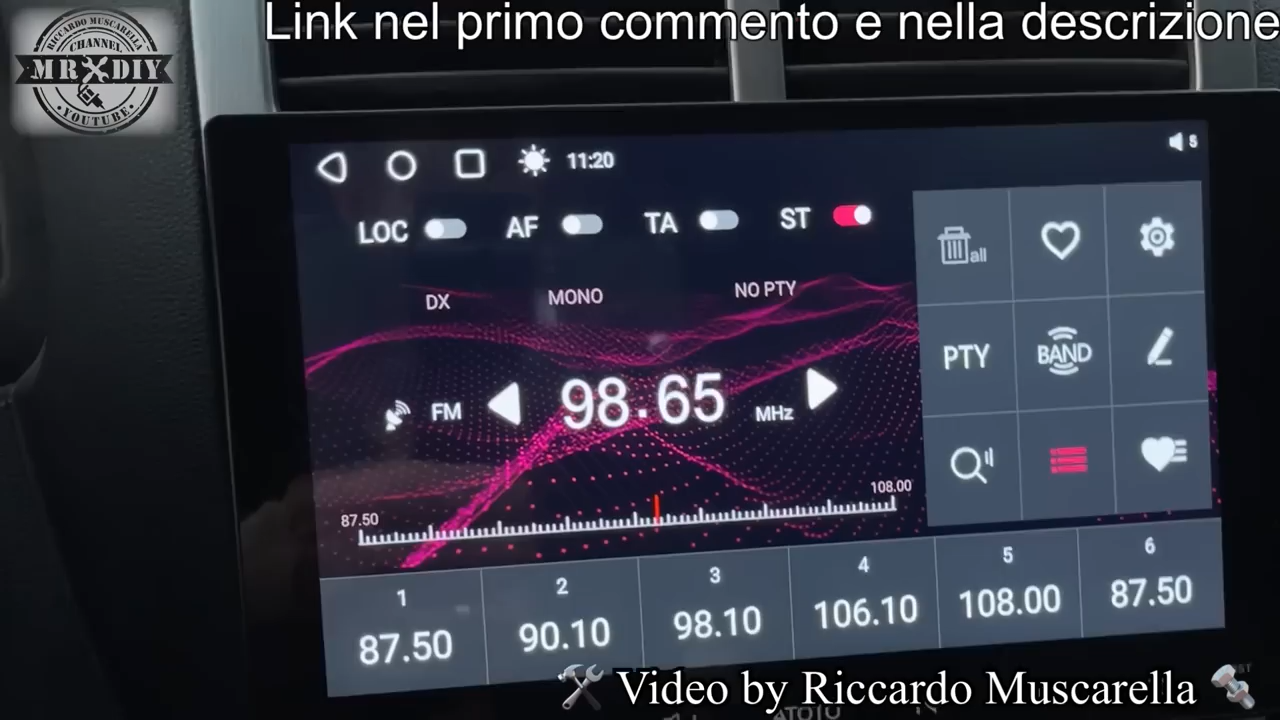 Link nel primo commento e nella descrizione
RICCARDO MUSCARELLA
CHANNEL
MR DIY
YOUTUBE
11:20
5
LOC AF TA ST
all
DX MONO NO PTY
PTY BAND
FM 98.65 MHz
87.50 108.00
1 2 3 4 5 6
87.50 90.10 98.10 106.10 108.00 87.50
Video by Riccardo Muscarella
ATOTO